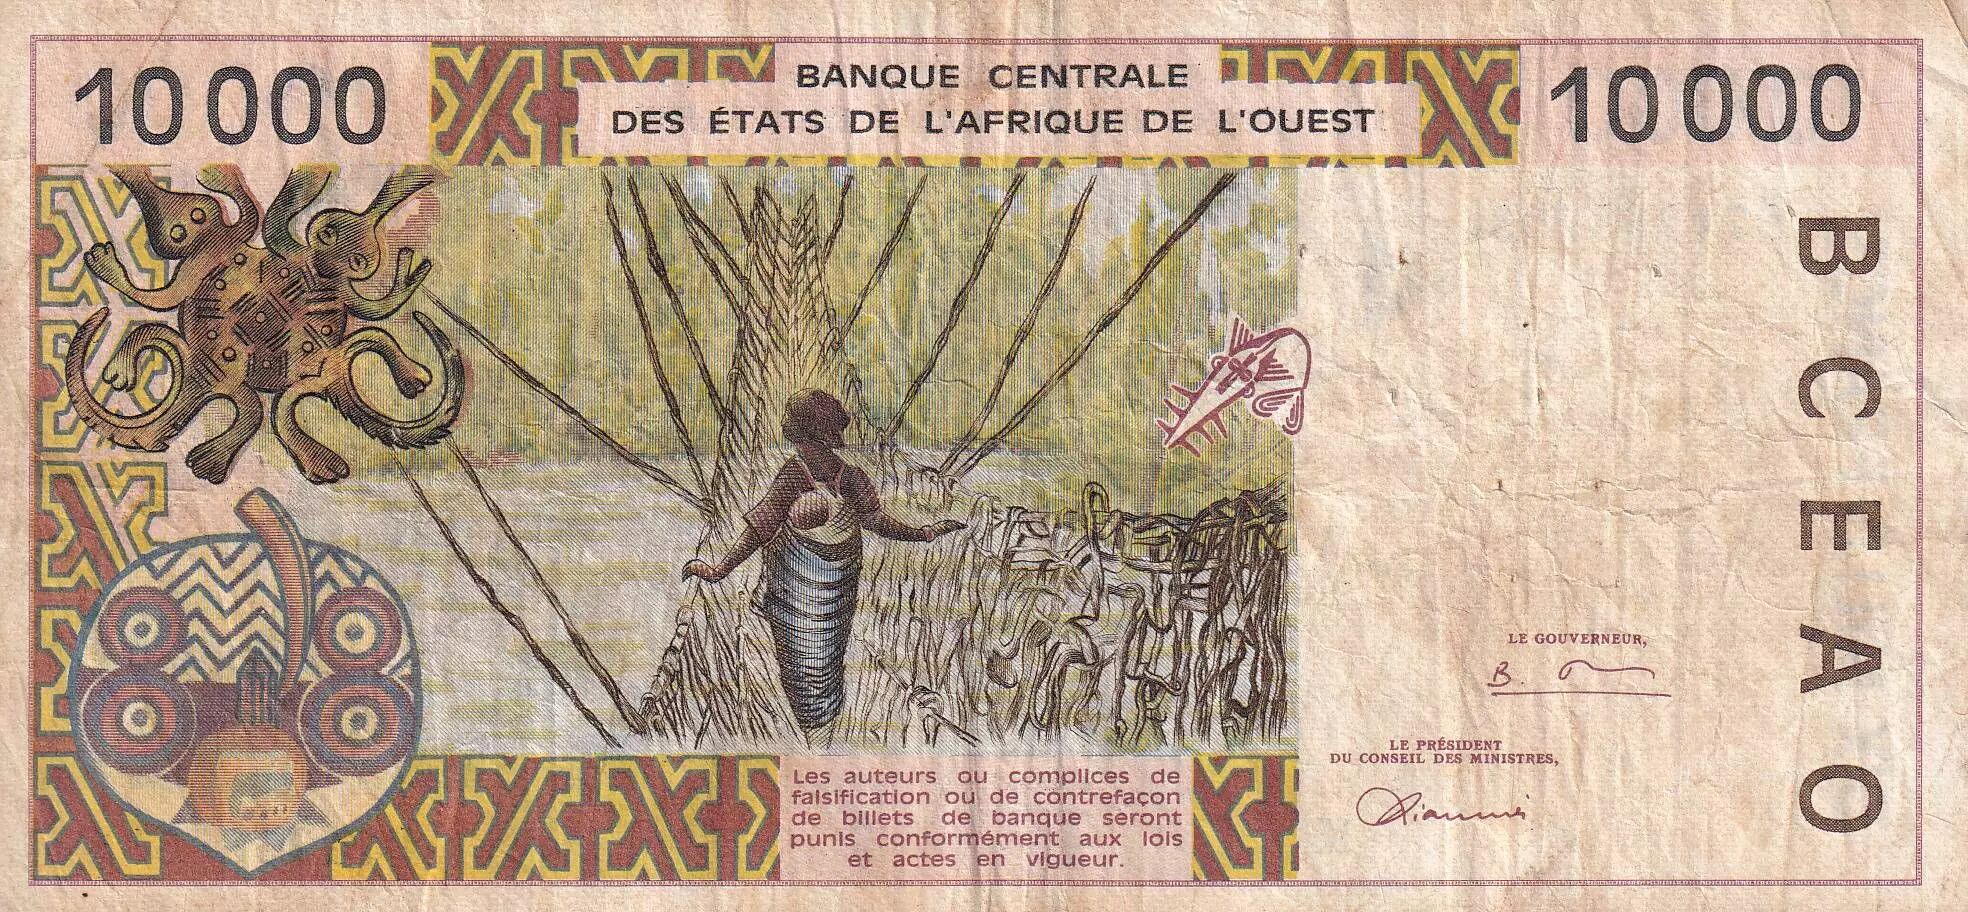 10 000
BANQUE CENTRALE
DES ÉTATS DE L'AFRIQUE DE L'OUEST
10 000
BCEAO
LE GOUVERNEUR,
LE PRÉSIDENT
DU CONSEIL DES MINISTRES,
Les auteurs ou complices de
falsification ou de contrefaçon
de billets de banque seront
punis conformément aux lois
et actes en vigueur.